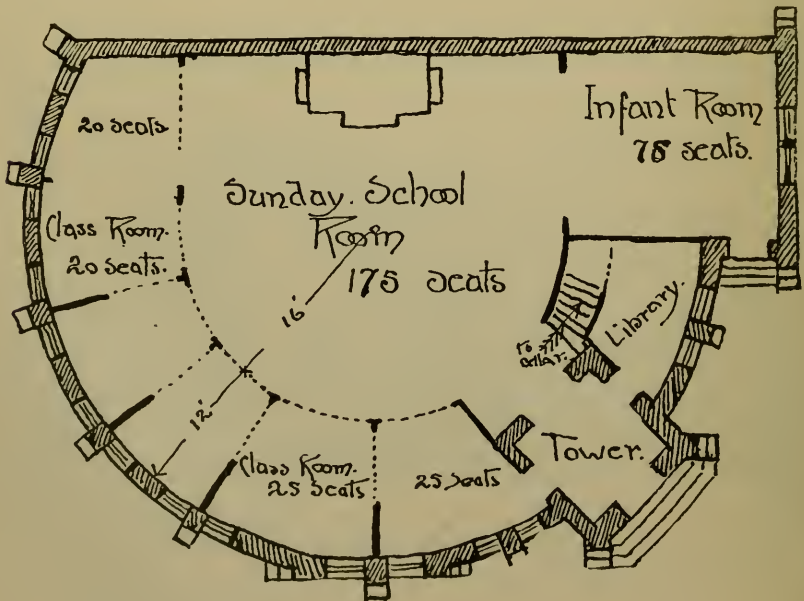 20 seats
Infant Room
75 seats.
Sunday. School
Room
175 seats
Class Room.
20 seats.
16'
12'
To
cellar.
Library.
Class Room.
25 seats
25 seats
Tower.